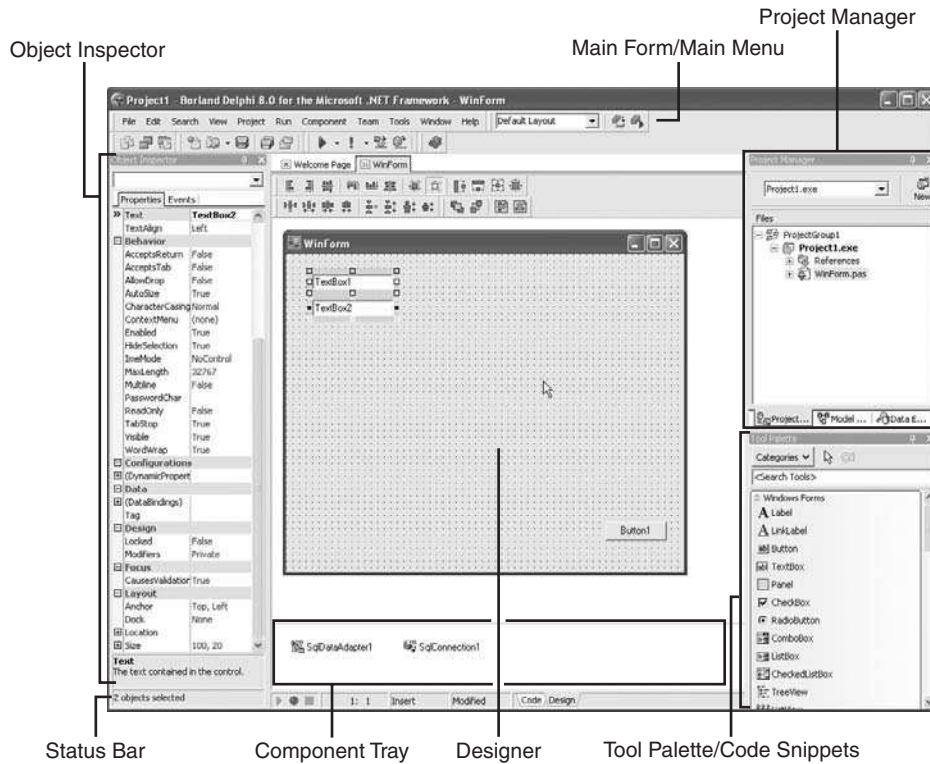 Project Manager
Object Inspector
Main Form/Main Menu
Project1 - Borland Delphi 8.0 for the Microsoft .NET Framework - WinForm
File Edit Search View Project Run Component Team Tools Window Help Default Layout
Object Inspector
Properties Events
Text TextBox2
TextAlign Left
Behavior
AcceptsReturn False
AcceptsTab False
AllowDrop False
AutoSize True
CharacterCasing Normal
ContextMenu (none)
Enabled True
HideSelection True
ImeMode NoControl
MaxLength 32767
Multiline False
PasswordChar
ReadOnly False
TabStop True
Visible True
WordWrap True
Configurations
(DynamicPropert
Data
(DataBindings)
Tag
Design
Locked False
Modifiers Private
Focus
CausesValidation True
Layout
Anchor Top, Left
Dock None
Location
Size 100, 20
Text
The text contained in the control.
2 objects selected
Welcome Page WinForm
WinForm
TextBox1
TextBox2
Button1
SqlDataAdapter1 SqlConnection1
1: 1 Insert Modified Code Design
Project Manager
Project1.exe New
Files
ProjectGroup1
Project1.exe
References
WinForm.pas
Project... Model ... Data E...
Tool Palette
Categories
<Search Tools>
Windows Forms
Label
LinkLabel
Button
TextBox
Panel
CheckBox
RadioButton
ComboBox
ListBox
CheckedListBox
TreeView
Status Bar
Component Tray
Designer
Tool Palette/Code Snippets